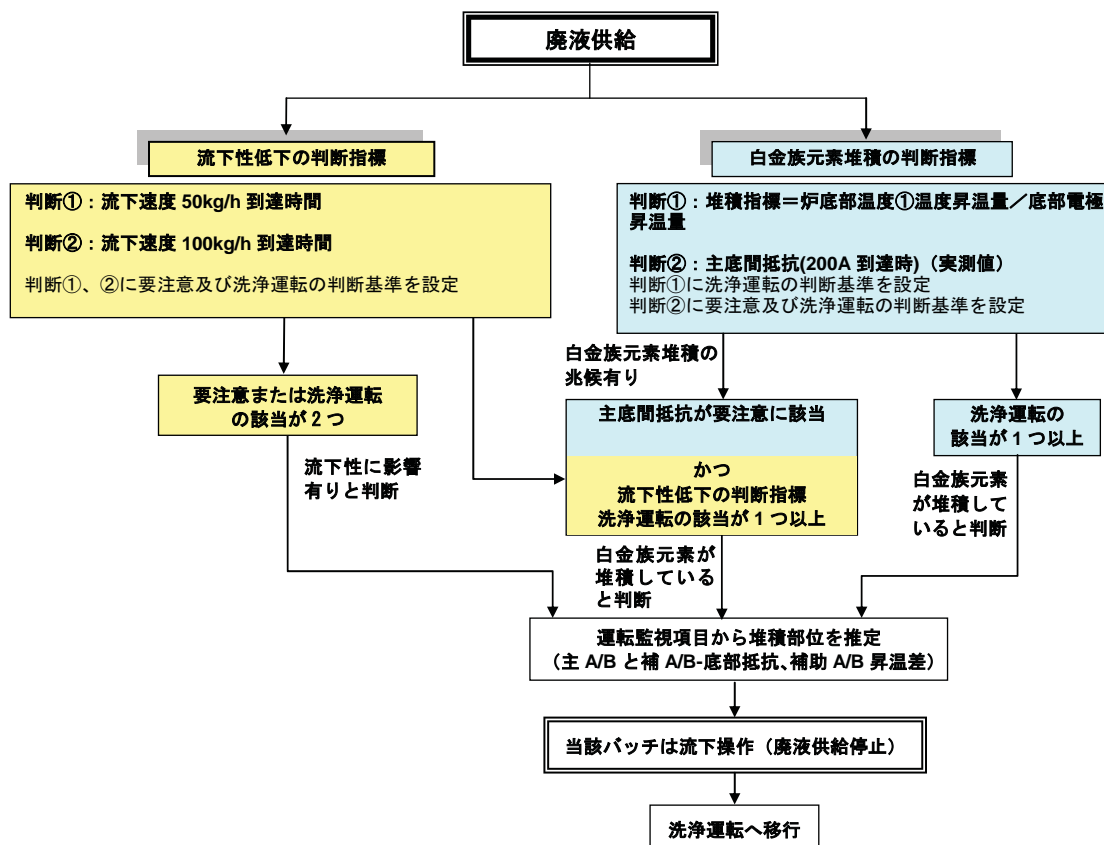 廃液供給
流下性低下の判断指標
判断①：流下速度 50kg/h 到達時間
判断②：流下速度 100kg/h 到達時間
判断①、②に要注意及び洗浄運転の判断基準を設定
白金族元素堆積の判断指標
判断①：堆積指標＝炉底部温度①温度昇温量／底部電極
昇温量
判断②：主底間抵抗(200A 到達時)（実測値）
判断①に洗浄運転の判断基準を設定
判断②に要注意及び洗浄運転の判断基準を設定
要注意または洗浄運転
の該当が 2 つ
流下性に影響
有りと判断
白金族元素堆積の
兆候有り
主底間抵抗が要注意に該当
かつ
流下性低下の判断指標
洗浄運転の該当が 1 つ以上
白金族元素が
堆積している
と判断
洗浄運転の
該当が 1 つ以上
白金族元素
が堆積して
いると判断
運転監視項目から堆積部位を推定
（主 A/B と補 A/B-底部抵抗、補助 A/B 昇温差）
当該バッチは流下操作（廃液供給停止）
洗浄運転へ移行